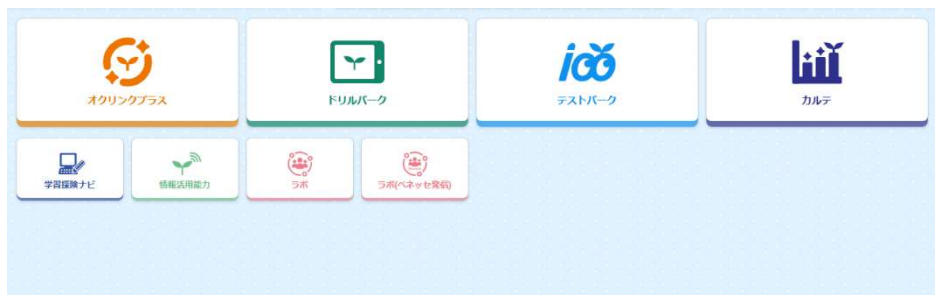 オクリンクプラス
ドリルパーク
100
テストパーク
カルテ
学習探険ナビ
情報活用能力
ラボ
ラボ(ベネッセ発信)